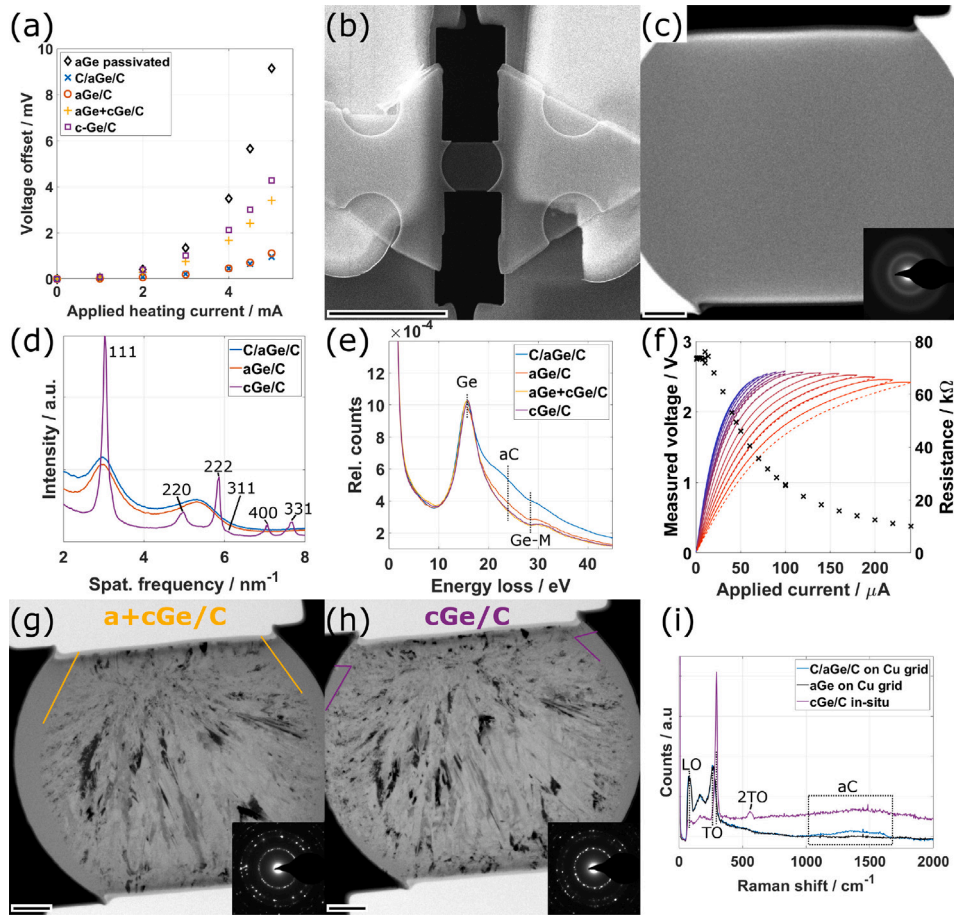 (a)
10
8
6
4
2
0
Voltage offset / mV
aGe passivated
C/aGe/C
aGe/C
aGe+cGe/C
c-Ge/C
0 1 2 3 4 5
Applied heating current / mA
(b)
(c)
(d)
111
C/aGe/C
aGe/C
cGe/C
222
220
311
400
331
Intensity / a.u.
2 4 6 8
Spat. frequency / nm-1
(e)
×10-4
C/aGe/C
aGe/C
aGe+cGe/C
cGe/C
Ge
aC
Ge-M
10
8
6
4
2
Rel. counts
0 10 20 30 40
Energy loss / eV
(f)
3
2
1
0
Measured voltage / V
80
60
40
20
0
Resistance / kΩ
0 50 100 150 200
Applied current / μA
(g)
a+cGe/C
(h)
cGe/C
(i)
C/aGe/C on Cu grid
aGe on Cu grid
cGe/C in-situ
LO
2TO
TO
aC
Counts / a.u
0 500 1000 1500 2000
Raman shift / cm-1